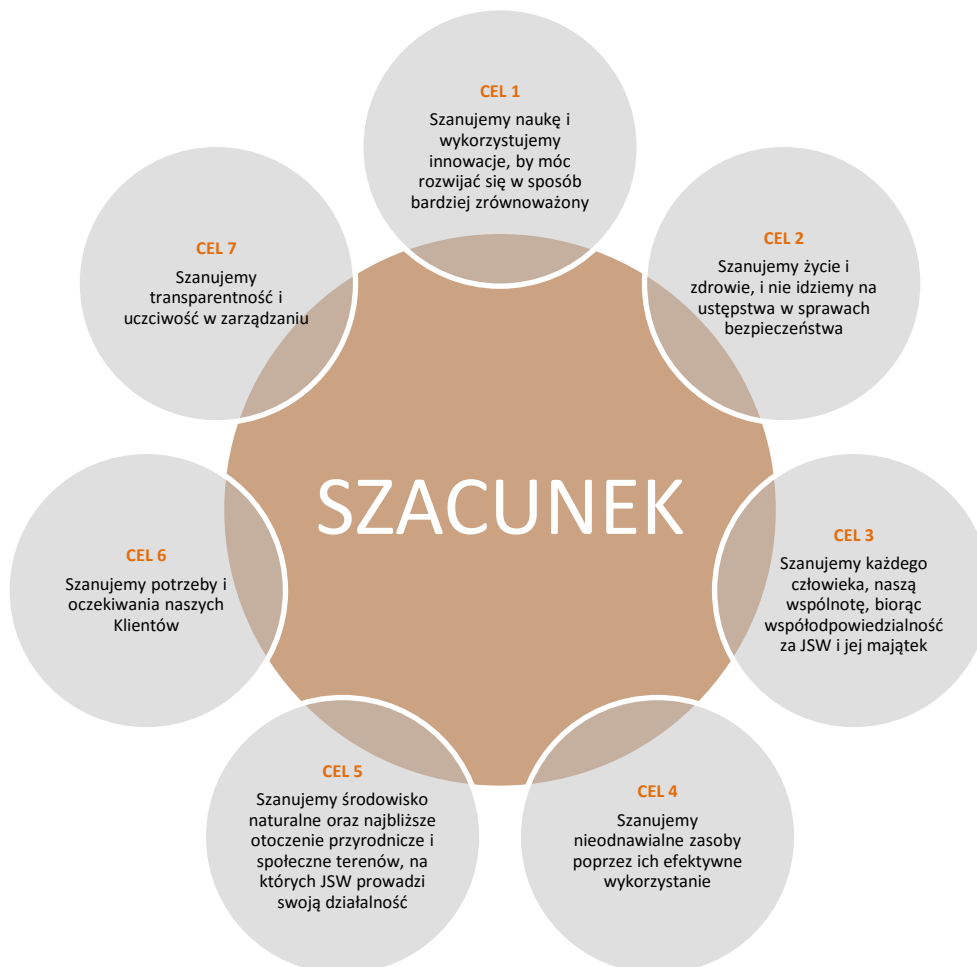 CEL 1
Szanujemy naukę i
wykorzystujemy
innowacje, by móc
rozwijać się w sposób
bardziej zrównoważony
CEL 2
Szanujemy życie i
zdrowie, i nie idziemy na
ustępstwa w sprawach
bezpieczeństwa
CEL 3
Szanujemy każdego
człowieka, naszą
wspólnotę, biorąc
współodpowiedzialność
za JSW i jej majątek
CEL 4
Szanujemy
nieodnawialne zasoby
poprzez ich efektywne
wykorzystanie
CEL 5
Szanujemy środowisko
naturalne oraz najbliższe
otoczenie przyrodnicze i
społeczne terenów, na
których JSW prowadzi
swoją działalność
CEL 6
Szanujemy potrzeby i
oczekiwania naszych
Klientów
CEL 7
Szanujemy
transparentność i
uczciwość w zarządzaniu
SZACUNEK